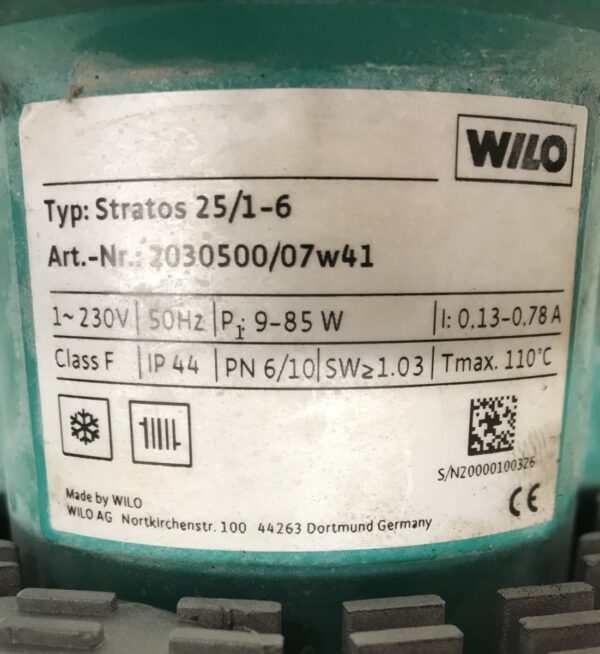 WILO
Typ: Stratos 25/1-6
Art.-Nr.: 2030500/07w41
1~230V 50Hz Pi: 9-85 W I: 0,13-0,78 A
Class F IP 44 PN 6/10 SW≥1.03 Tmax. 110°C
S/N20000100326
CE
Made by WILO
WILO AG Nortkirchenstr. 100 44263 Dortmund Germany